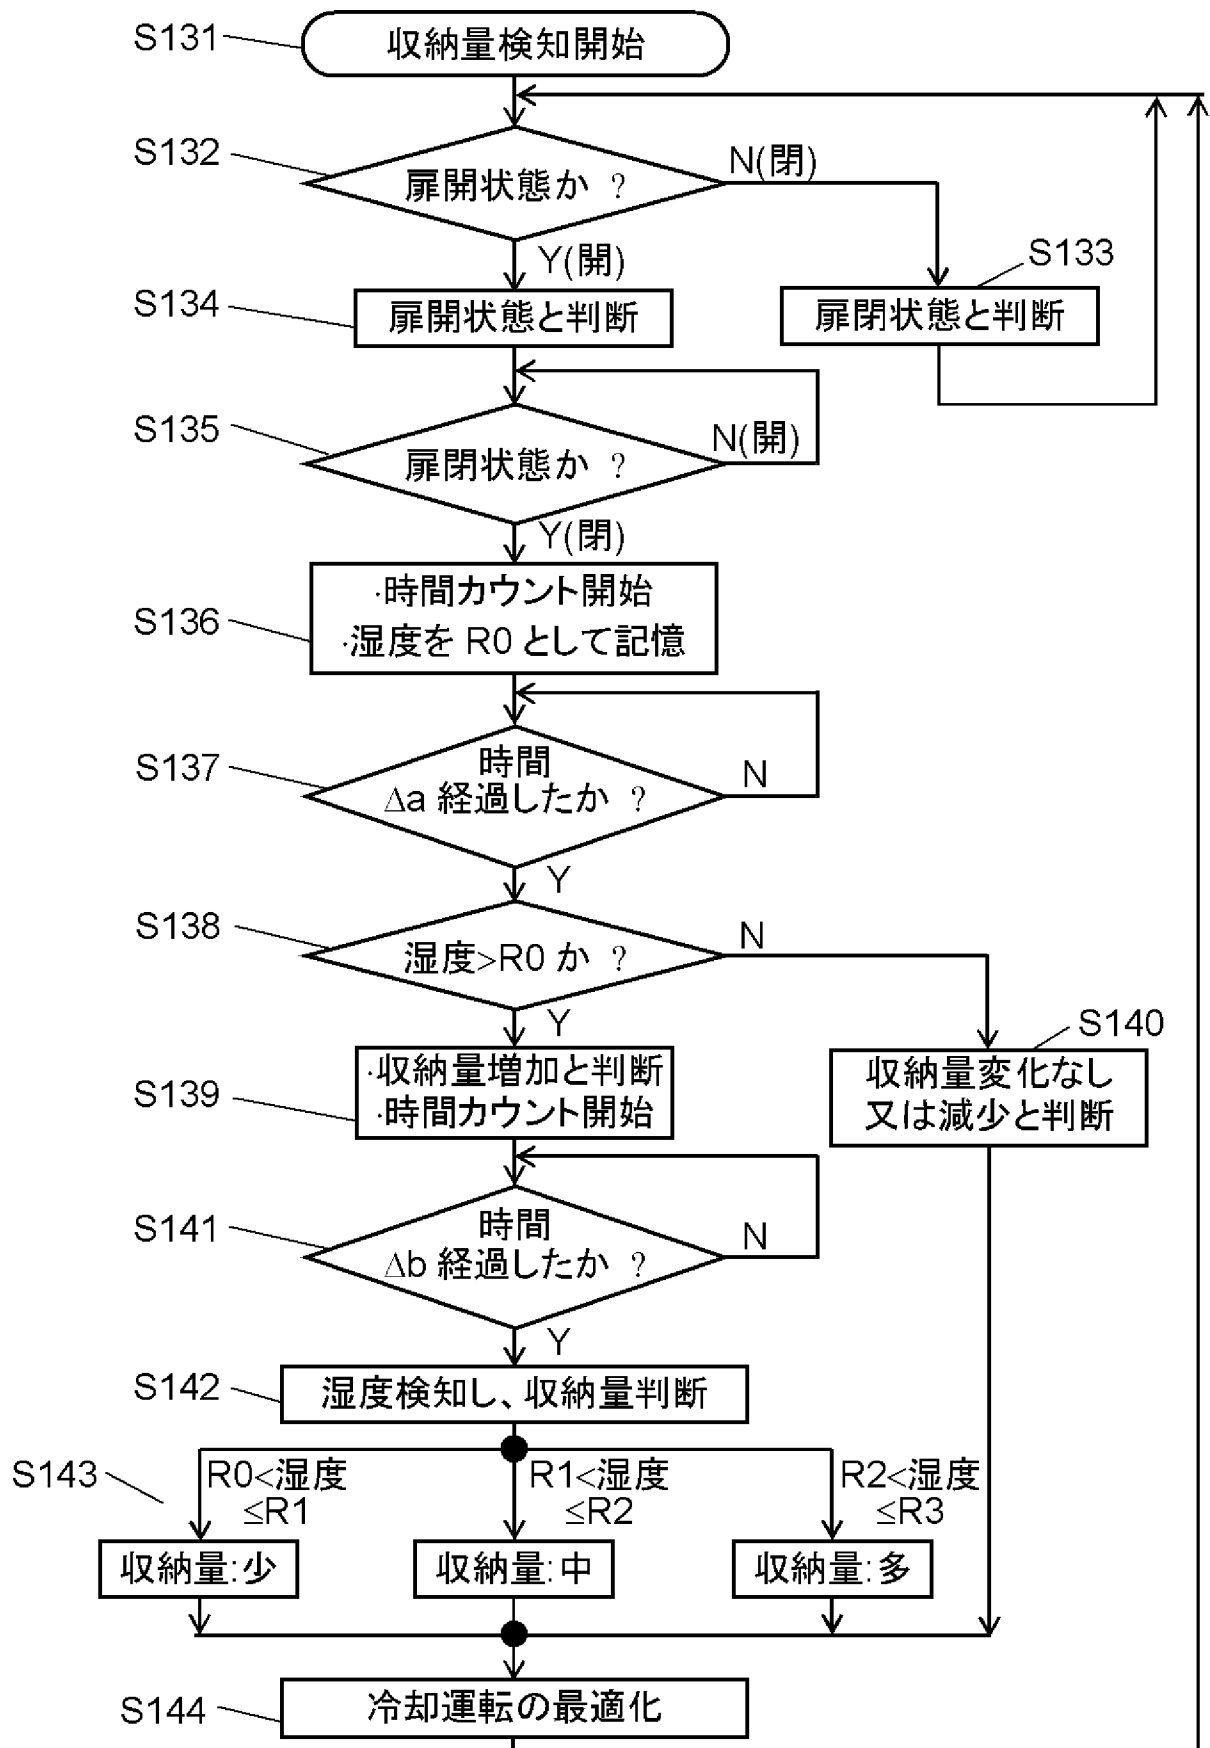 S131
収納量検知開始
S132
扉開状態か ？
N(閉)
Y(開)
S133
扉閉状態と判断
S134
扉開状態と判断
S135
扉閉状態か ？
N(開)
Y(閉)
S136
·時間カウント開始
·湿度を R0 として記憶
S137
時間
Δa 経過したか ？
N
Y
S138
湿度>R0 か ？
N
Y
S139
·収納量増加と判断
·時間カウント開始
S140
収納量変化なし
又は減少と判断
S141
時間
Δb 経過したか ？
N
Y
S142
湿度検知し、収納量判断
S143
R0<湿度
≤R1
R1<湿度
≤R2
R2<湿度
≤R3
収納量:少
収納量:中
収納量:多
S144
冷却運転の最適化